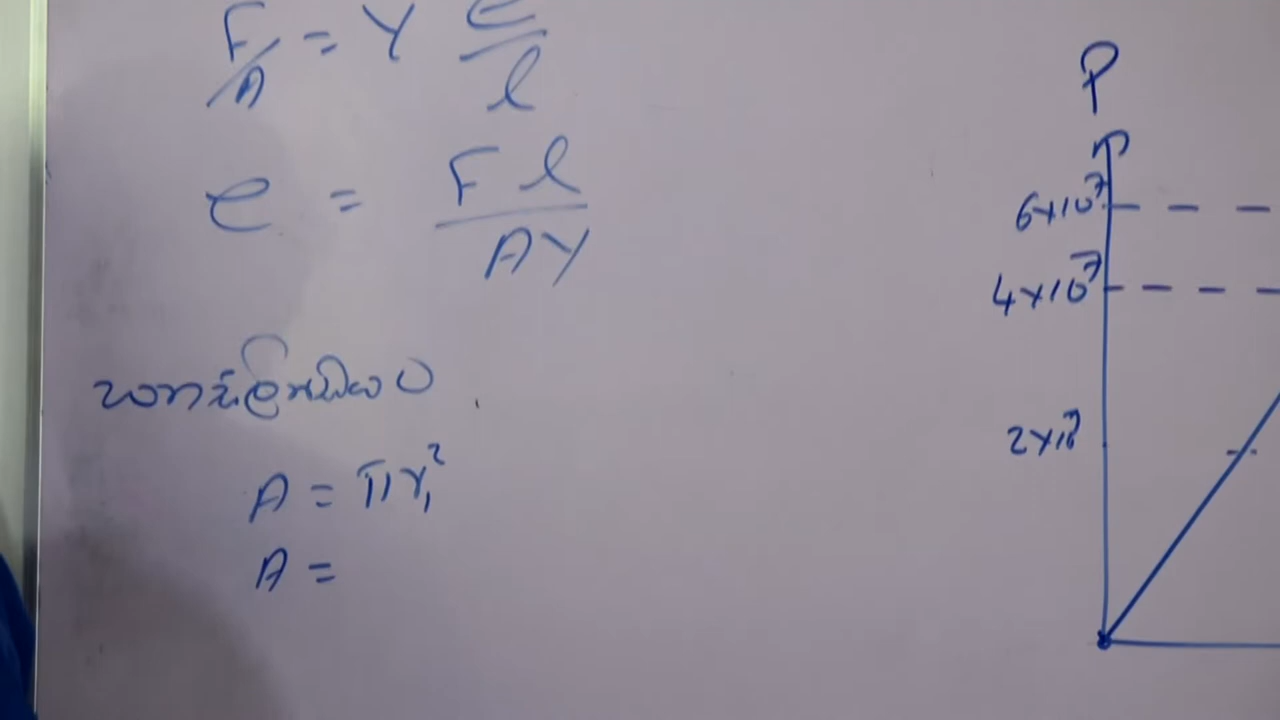 F/A = Y e/l
e = Fl/AY
A = πr₁²
A =
P
6×10⁷
4×10⁷
2×10⁷